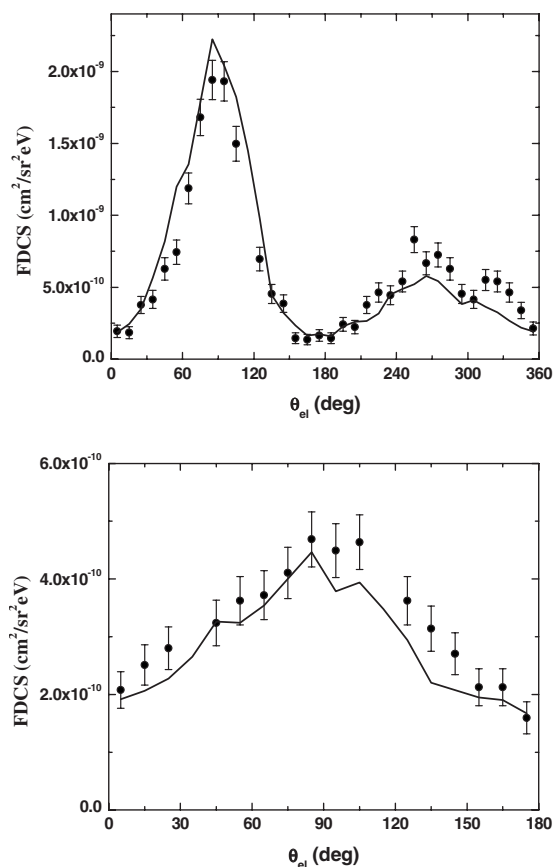 2.0x10⁻⁹
1.5x10⁻⁹
1.0x10⁻⁹
5.0x10⁻¹⁰
0.0
FDCS (cm²/sr²eV)
0 60 120 180 240 300 360
θel (deg)
6.0x10⁻¹⁰
4.0x10⁻¹⁰
2.0x10⁻¹⁰
0.0
FDCS (cm²/sr²eV)
0 30 60 90 120 150 180
θel (deg)